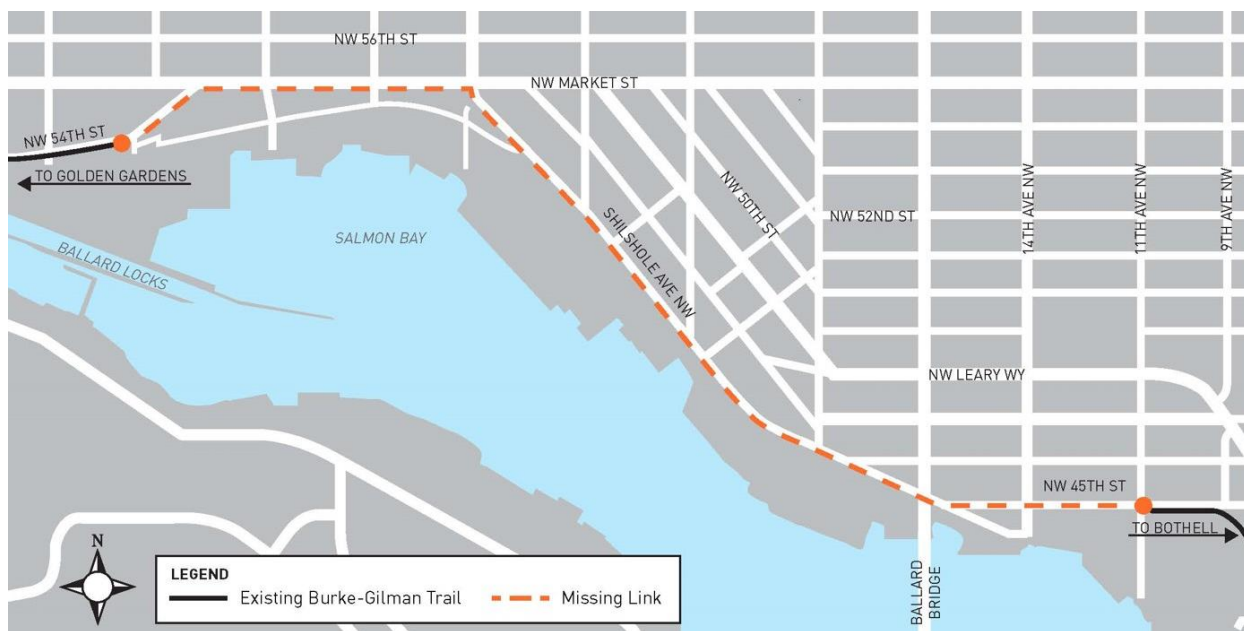 NW 56TH ST
NW MARKET ST
NW 54TH ST
TO GOLDEN GARDENS
NW 50TH ST
NW 52ND ST
14TH AVE NW
11TH AVE NW
9TH AVE NW
SALMON BAY
SHILSHOLE AVE NW
BALLARD LOCKS
NW LEARY WY
NW 45TH ST
TO BOTHELL
BALLARD
BRIDGE
N
LEGEND
Existing Burke-Gilman Trail
Missing Link